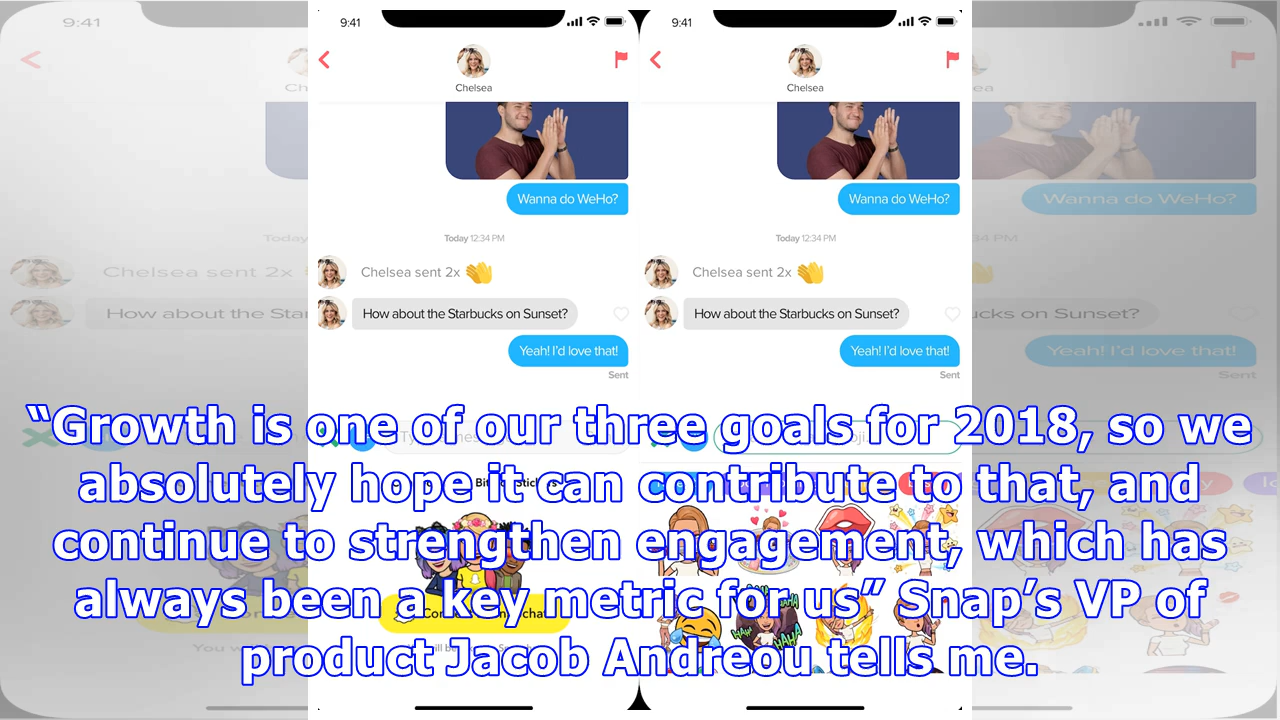 9:41
Chelsea
Wanna do WeHo?
Today 12:34 PM
Chelsea sent 2x 👏
How about the Starbucks on Sunset?
Yeah! I'd love that!
Sent
9:41
Chelsea
Wanna do WeHo?
Today 12:34 PM
Chelsea sent 2x 👏
How about the Starbucks on Sunset?
Yeah! I'd love that!
Sent
“Growth is one of our three goals for 2018, so we
absolutely hope it can contribute to that, and
continue to strengthen engagement, which has
always been a key metric for us” Snap’s VP of
product Jacob Andreou tells me.